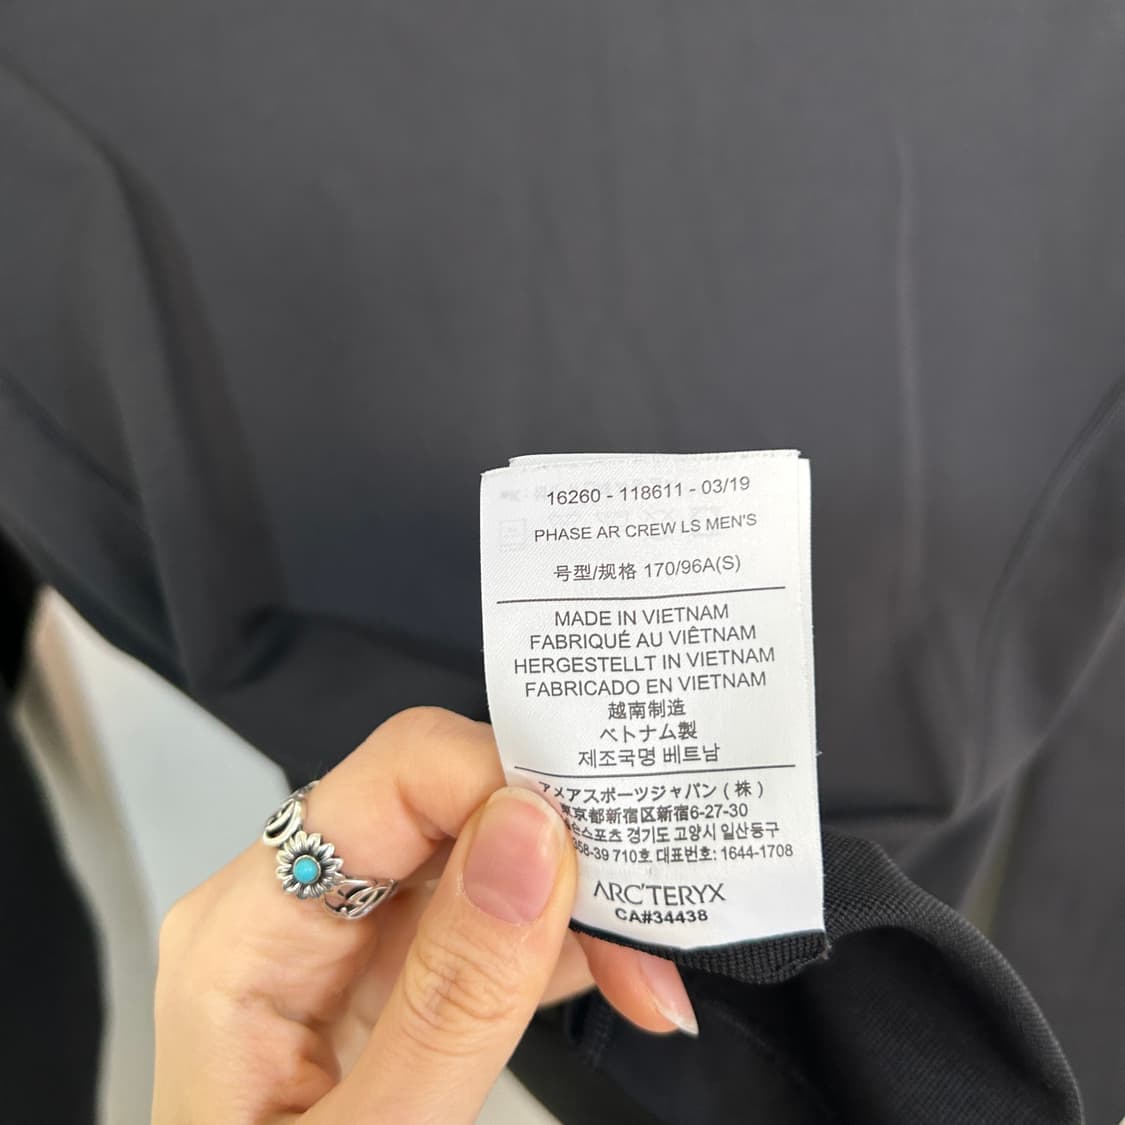 16260 - 118611 - 03/19
PHASE AR CREW LS MEN'S
号型/规格 170/96A(S)
MADE IN VIETNAM
FABRIQUÉ AU VIÊTNAM
HERGESTELLT IN VIETNAM
FABRICADO EN VIETNAM
越南制造
ベトナム製
제조국명 베트남
アメアスポーツジャパン（株）
東京都新宿区新宿6-27-30
경기도 고양시 일산동구
710호 대표번호: 1644-1708
ARC'TERYX
CA#34438